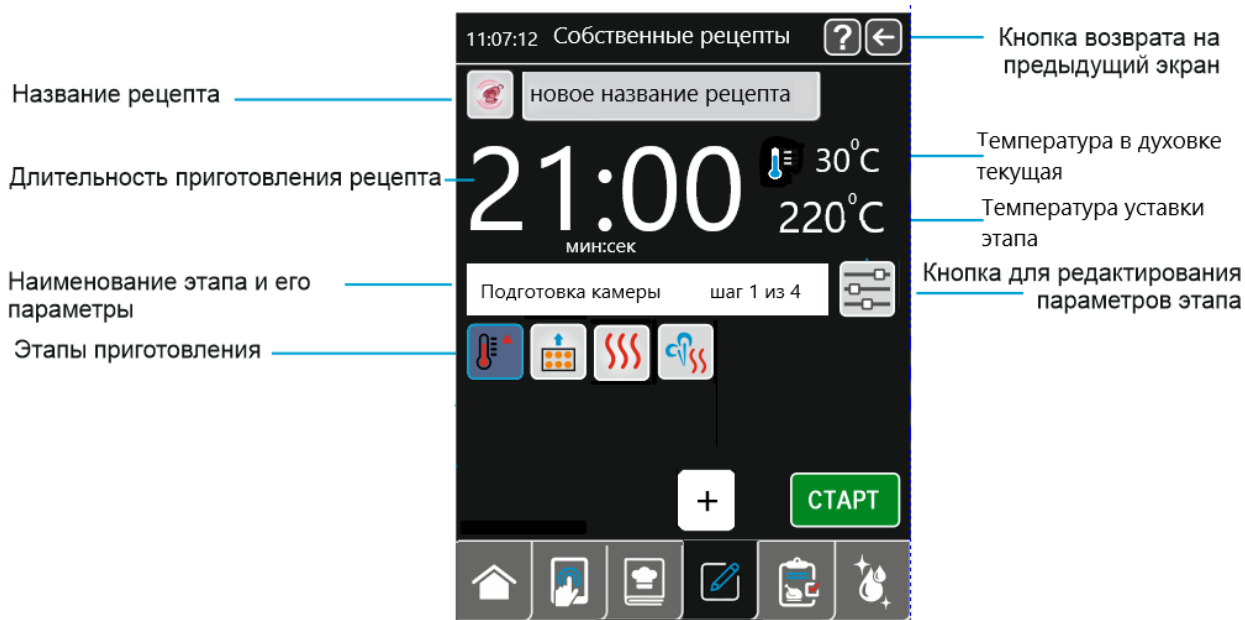 11:07:12 Собственные рецепты ?
Кнопка возврата на
предыдущий экран
Название рецепта
новое название рецепта
Длительность приготовления рецепта
21:00
мин:сек
30°C
220°C
Температура в духовке
текущая
Температура уставки
этапа
Наименование этапа и его
параметры
Подготовка камеры шаг 1 из 4
Кнопка для редактирования
параметров этапа
Этапы приготовления
+
СТАРТ